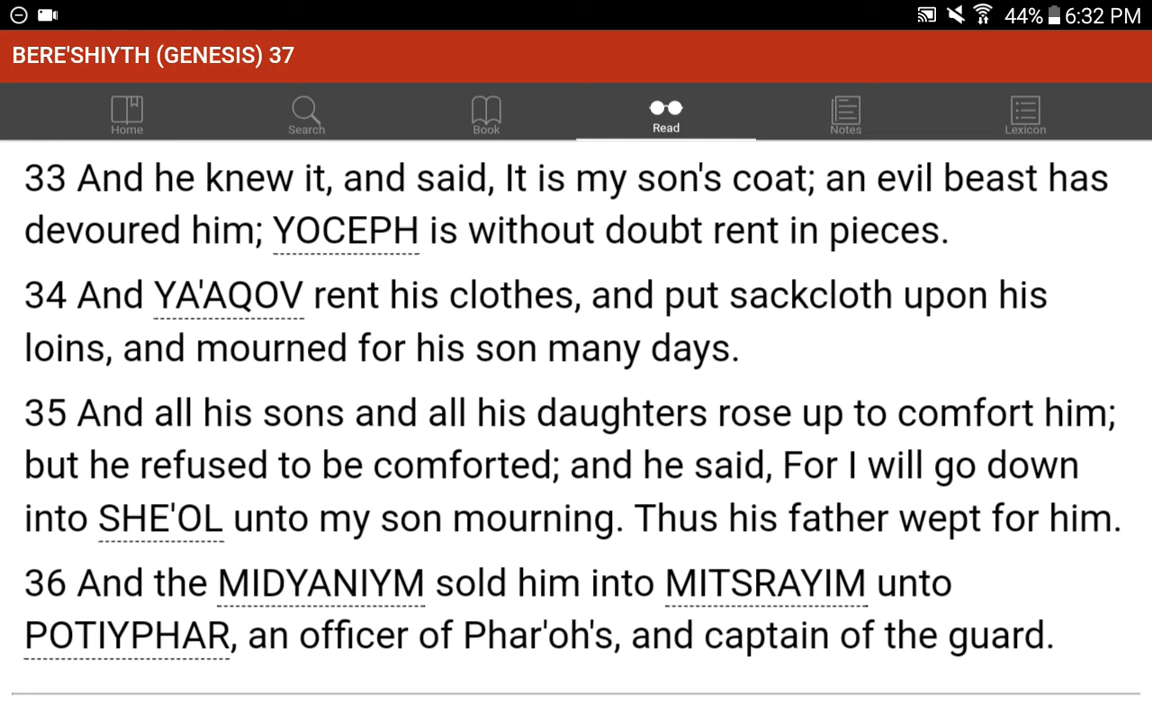 44% 6:32 PM
BERE'SHIYTH (GENESIS) 37
Home Search Book Read Notes Lexicon
33 And he knew it, and said, It is my son's coat; an evil beast has
devoured him; YOCEPH is without doubt rent in pieces.
34 And YA'AQOV rent his clothes, and put sackcloth upon his
loins, and mourned for his son many days.
35 And all his sons and all his daughters rose up to comfort him;
but he refused to be comforted; and he said, For I will go down
into SHE'OL unto my son mourning. Thus his father wept for him.
36 And the MIDYANIYM sold him into MITSRAYIM unto
POTIYPHAR, an officer of Phar'oh's, and captain of the guard.